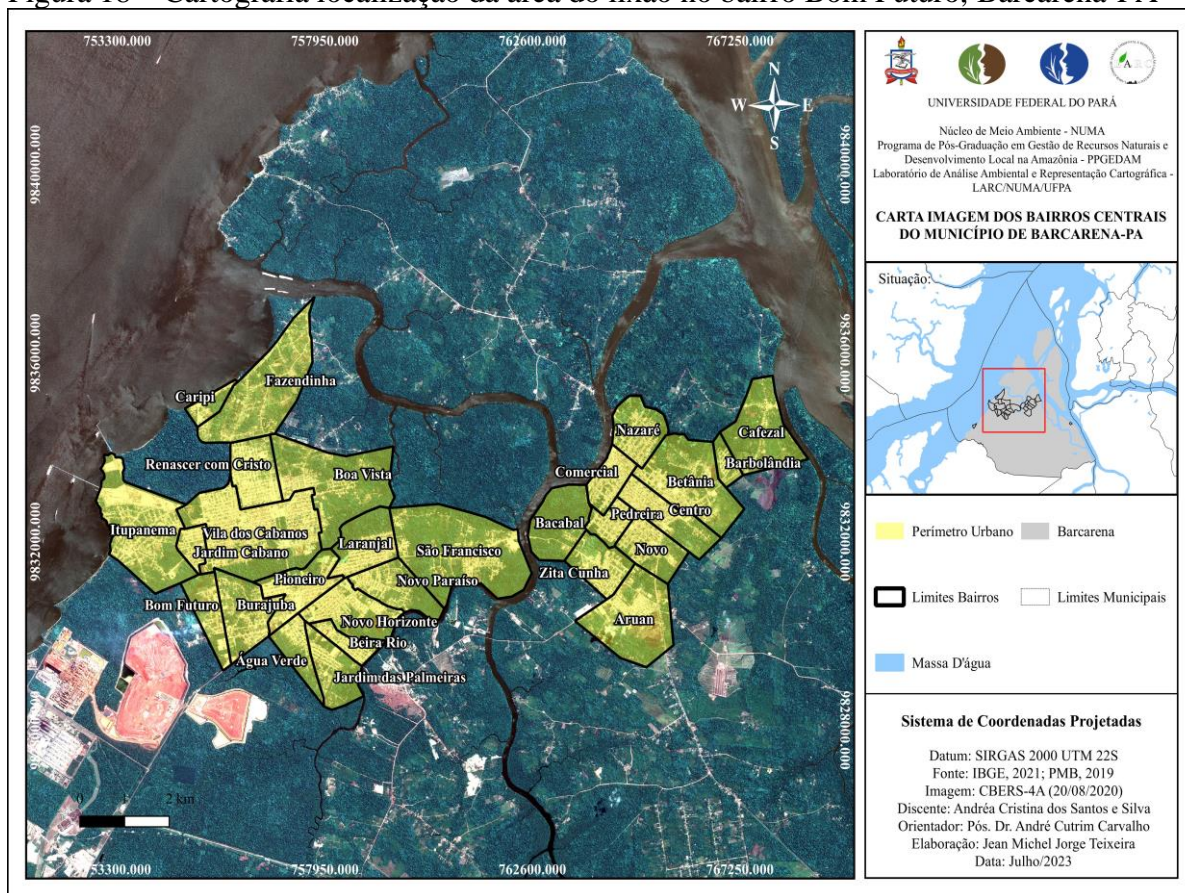 Figura 18 – Cartografia localização da área do lixão no bairro Bom Futuro, Barcarena-PA
753300.000 757950.000 762600.000 767250.000
N
W E
S
9840000.000 9840000.000
9836000.000 9836000.000
9832000.000 9832000.000
9828000.000
Fazendinha
Caripi
Renascer com Cristo
Boa Vista
Itupanema
Vila dos Cabanos
Jardim Cabano
Laranjal
São Francisco
Pioneiro
Novo Paraíso
Bom Futuro
Burajuba
Novo Horizonte
Beira Rio
Água Verde
Jardim das Palmeiras
Nazaré
Cafezal
Comercial
Betânia
Barbolândia
Pedreira
Centro
Bacabal
Novo
Zita Cunha
Aruan
0 1 2 km
753300.000 757950.000 762600.000 767250.000
LARC
UNIVERSIDADE FEDERAL DO PARÁ
Núcleo de Meio Ambiente - NUMA
Programa de Pós-Graduação em Gestão de Recursos Naturais e
Desenvolvimento Local na Amazônia - PPGEDAM
Laboratório de Análise Ambiental e Representação Cartográfica -
LARC/NUMA/UFPA
CARTA IMAGEM DOS BAIRROS CENTRAIS
DO MUNICÍPIO DE BARCARENA-PA
Situação:
Perímetro Urbano Barcarena
Limites Bairros Limites Municipais
Massa D'água
Sistema de Coordenadas Projetadas
Datum: SIRGAS 2000 UTM 22S
Fonte: IBGE, 2021; PMB, 2019
Imagem: CBERS-4A (20/08/2020)
Discente: Andréa Cristina dos Santos e Silva
Orientador: Pós. Dr. André Cutrim Carvalho
Elaboração: Jean Michel Jorge Teixeira
Data: Julho/2023